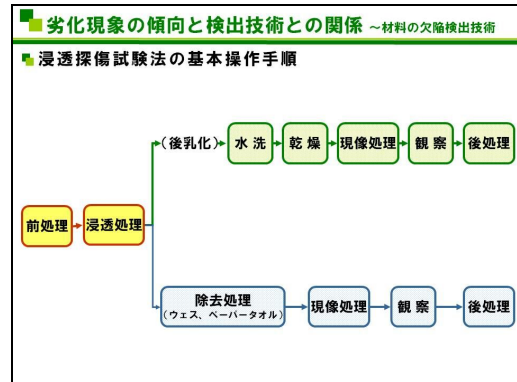 劣化現象の傾向と検出技術との関係 ～材料の欠陥検出技術
浸透探傷試験法の基本操作手順
(後乳化) 水洗 乾燥 現像処理 観察 後処理
前処理 浸透処理
除去処理 現像処理 観察 後処理
(ウェス、ペーパータオル)